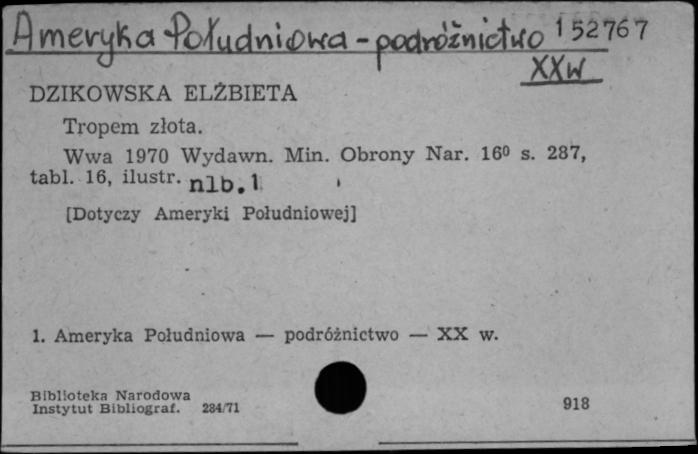 Ameryka Południowa - podróżnictwo 152767
XXw
DZIKOWSKA ELŻBIETA
Tropem złota.
Wwa 1970 Wydawn. Min. Obrony Nar. 16⁰ s. 287,
tabl. 16, ilustr. nlb. 1
[Dotyczy Ameryki Południowej]
1. Ameryka Południowa — podróżnictwo — XX w.
Biblioteka Narodowa
Instytut Bibliograf. 284/71
918